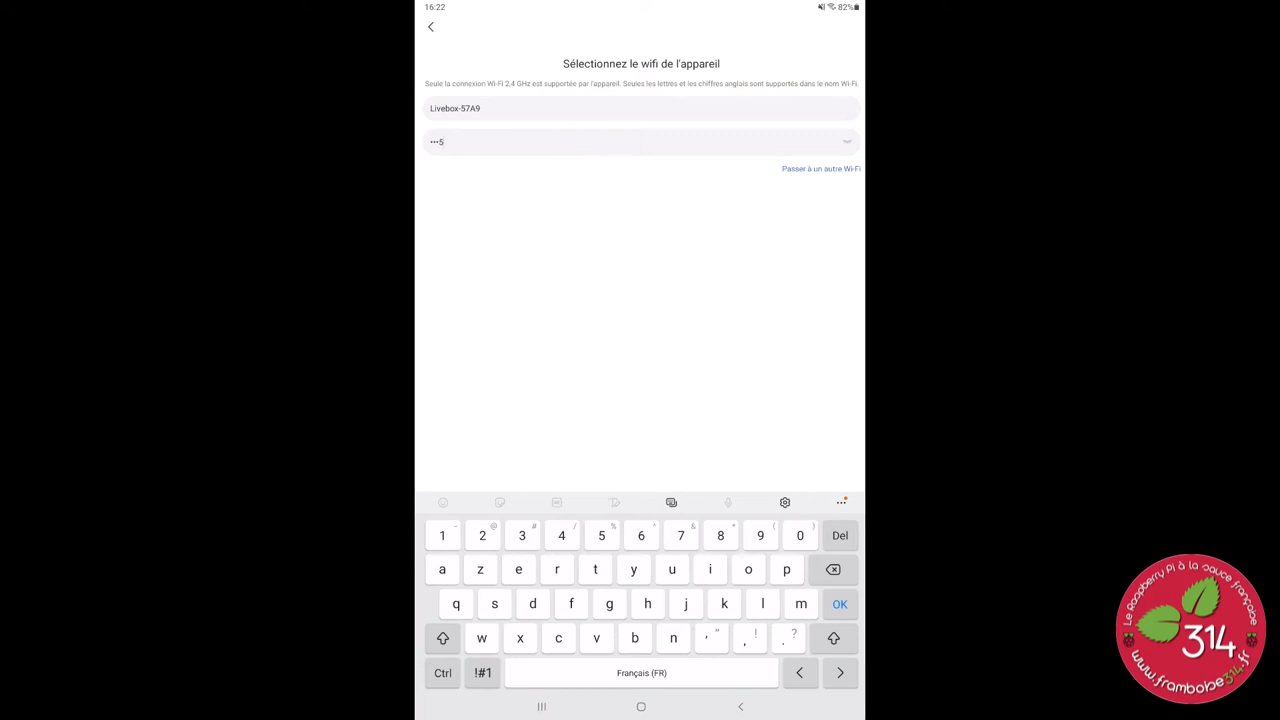 16:22
82%
Sélectionnez le wifi de l'appareil
Seule la connexion Wi-Fi 2,4 GHz est supportée par l'appareil. Seules les lettres et les chiffres anglais sont supportés dans le nom Wi-Fi.
Livebox-57A9
•••5
Passer à un autre Wi-Fi
1 - 2 @ 3 # 4 / 5 % 6 ^ 7 & 8 * 9 ( 0 ) Del
a z e r t y u i o p
q s d f g h j k l m OK
w x c v b n ' " , ! . ?
Ctrl !#1 Français (FR) < >
Le Raspberry Pi à la sauce française
314
www.framboise314.fr